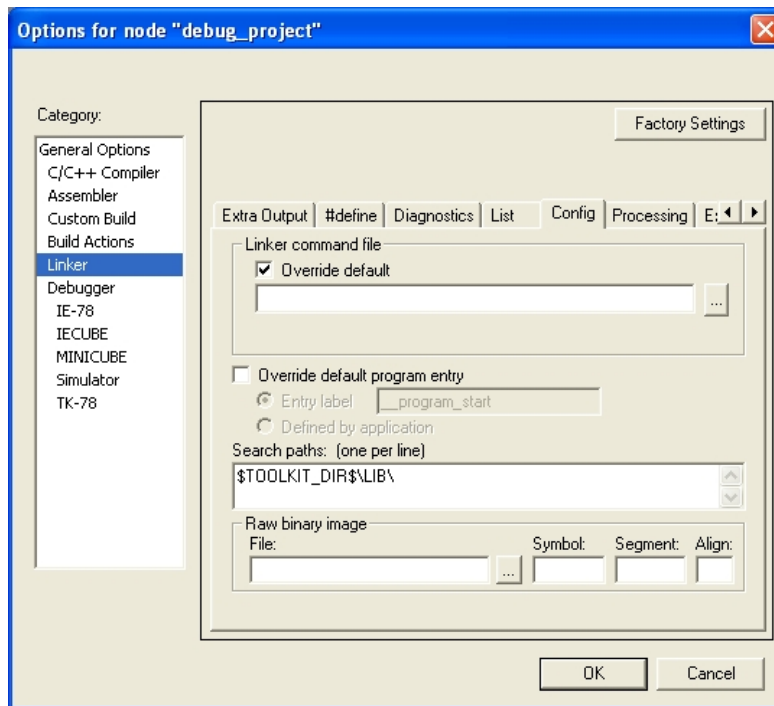 Options for node "debug_project"
Category:
General Options
C/C++ Compiler
Assembler
Custom Build
Build Actions
Linker
Debugger
IE-78
IECUBE
MINICUBE
Simulator
TK-78
Factory Settings
Extra Output #define Diagnostics List Config Processing
Linker command file
Override default
...
Override default program entry
Entry label __program_start
Defined by application
Search paths: (one per line)
$TOOLKIT_DIR$\LIB\
Raw binary image
File: Symbol: Segment: Align:
...
OK Cancel